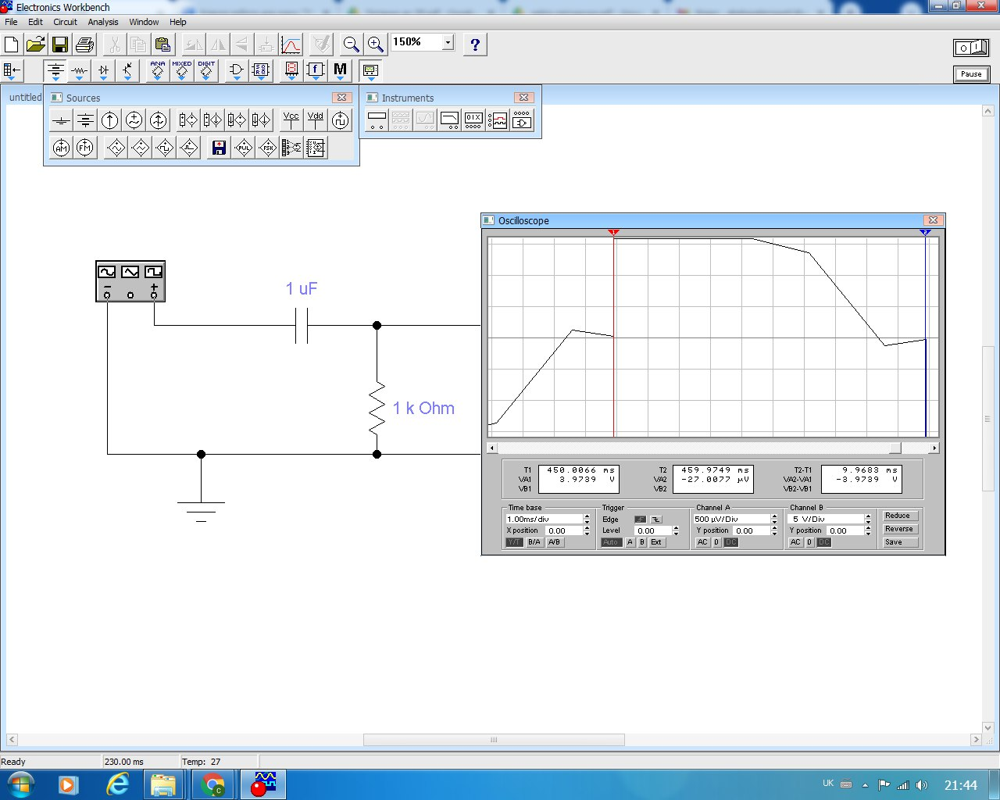 Electronics Workbench
File Edit Circuit Analysis Window Help
150% ?
ANA MIXED DIGIT
f M
Pause
untitled
Sources
Instruments
Vcc Vdd
AM FM PWL FSK
Oscilloscope
1 2
1 uF
1 k Ohm
T1 450.0066 ms
VA1 3.9739 V
VB1
T2 459.9749 ms
VA2 -27.0077 µV
VB2
T2-T1 9.9683 ms
VA2-VA1 -3.9739 V
VB2-VB1
Time base
1.00ms/div
X position 0.00
Y/T B/A A/B
Trigger
Edge
Level 0.00
Auto A B Ext
Channel A
500 µV/Div
Y position 0.00
AC 0 DC
Channel B
5 V/Div
Y position 0.00
AC 0 DC
Reduce
Reverse
Save
Ready 230.00 ms Temp: 27
UK 21:44